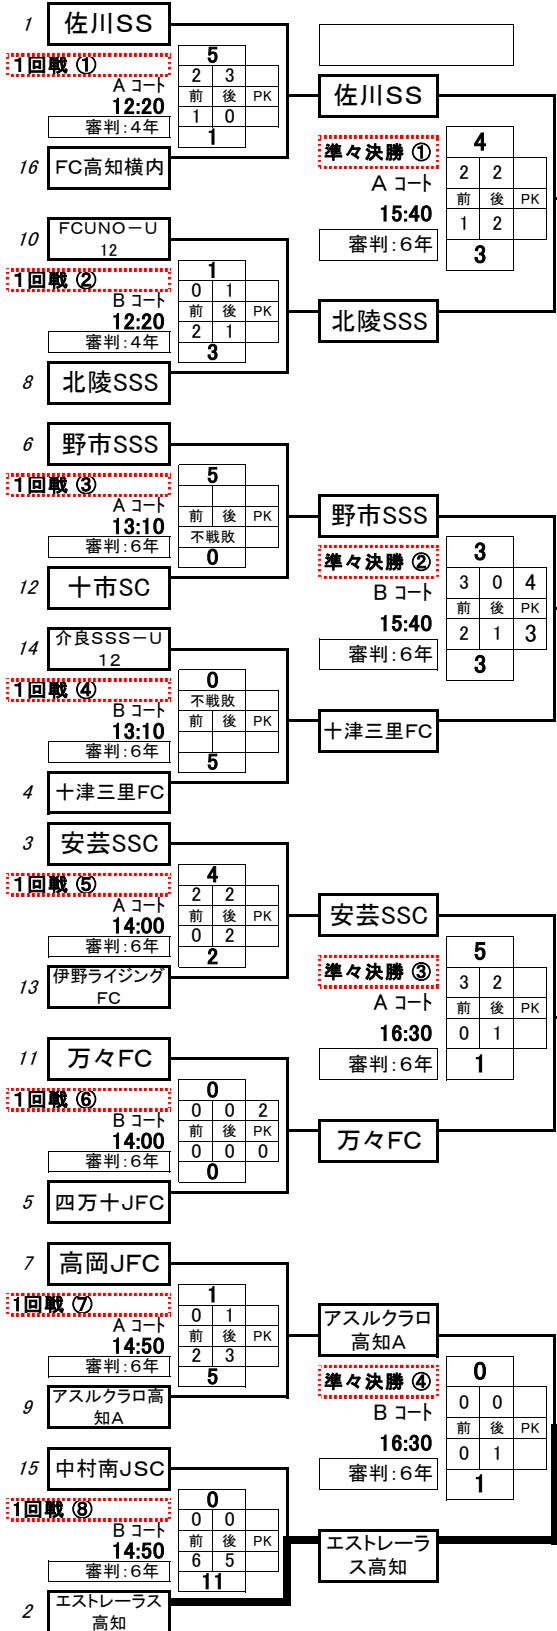 1 佐川SS
1回戦 ①
A コート
12:20
審判:4年
5
2 3
前 後 PK
1 0
1
16 FC高知横内
佐川SS
準々決勝 ①
A コート
15:40
審判:6年
4
2 2
前 後 PK
1 2
3
10 FCUNO－U
12
1回戦 ②
B コート
12:20
審判:4年
1
0 1
前 後 PK
2 1
3
8 北陵SSS
北陵SSS
6 野市SSS
1回戦 ③
A コート
13:10
審判:6年
5
前 後 PK
不戦敗
0
12 十市SC
野市SSS
準々決勝 ②
B コート
15:40
審判:6年
3
3 0 4
前 後 PK
2 1 3
3
14 介良SSS－U
12
1回戦 ④
B コート
13:10
審判:6年
0
不戦敗
前 後 PK
5
4 十津三里FC
十津三里FC
3 安芸SSC
1回戦 ⑤
A コート
14:00
審判:6年
4
2 2
前 後 PK
0 2
2
13 伊野ライジング
FC
安芸SSC
準々決勝 ③
A コート
16:30
審判:6年
5
3 2
前 後 PK
0 1
1
11 万々FC
1回戦 ⑥
B コート
14:00
審判:6年
0
0 0 2
前 後 PK
0 0 0
0
5 四万十JFC
万々FC
7 高岡JFC
1回戦 ⑦
A コート
14:50
審判:6年
1
0 1
前 後 PK
2 3
5
9 アスルクラロ高
知A
アスルクラロ
高知A
準々決勝 ④
B コート
16:30
審判:6年
0
0 0
前 後 PK
0 1
1
15 中村南JSC
1回戦 ⑧
B コート
14:50
審判:6年
0
0 0
前 後 PK
6 5
11
2 エストレーラス
高知
エストレーラ
ス高知